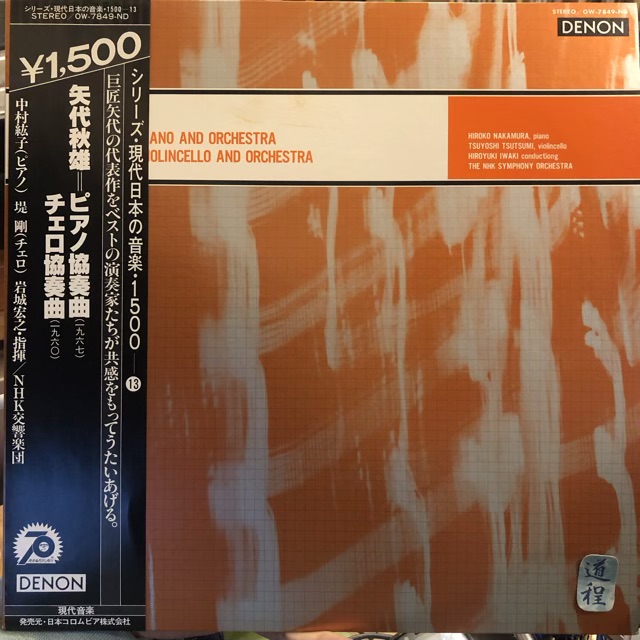 シリーズ・現代日本の音楽・1500—13
STEREO/OW-7849-ND
¥1,500
シリーズ・現代日本の音楽・1500—⑬
巨匠矢代の代表作をベストの演奏家たちが共感をもってうたいあげる。
矢代秋雄=ピアノ協奏曲(一九六七)
チェロ協奏曲(一九六〇)
中村紘子(ピアノ) 堤 剛(チェロ) 岩城宏之・指揮/NHK交響楽団
70
DENON
現代音楽
発売元・日本コロムビア株式会社
STEREO/OW-7849-ND
DENON
ANO AND ORCHESTRA
OLINCELLO AND ORCHESTRA
HIROKO NAKAMURA, piano
TSUYOSHI TSUTSUMI, violincello
HIROYUKI IWAKI conductiong
THE NHK SYMPHONY ORCHESTRA
道程